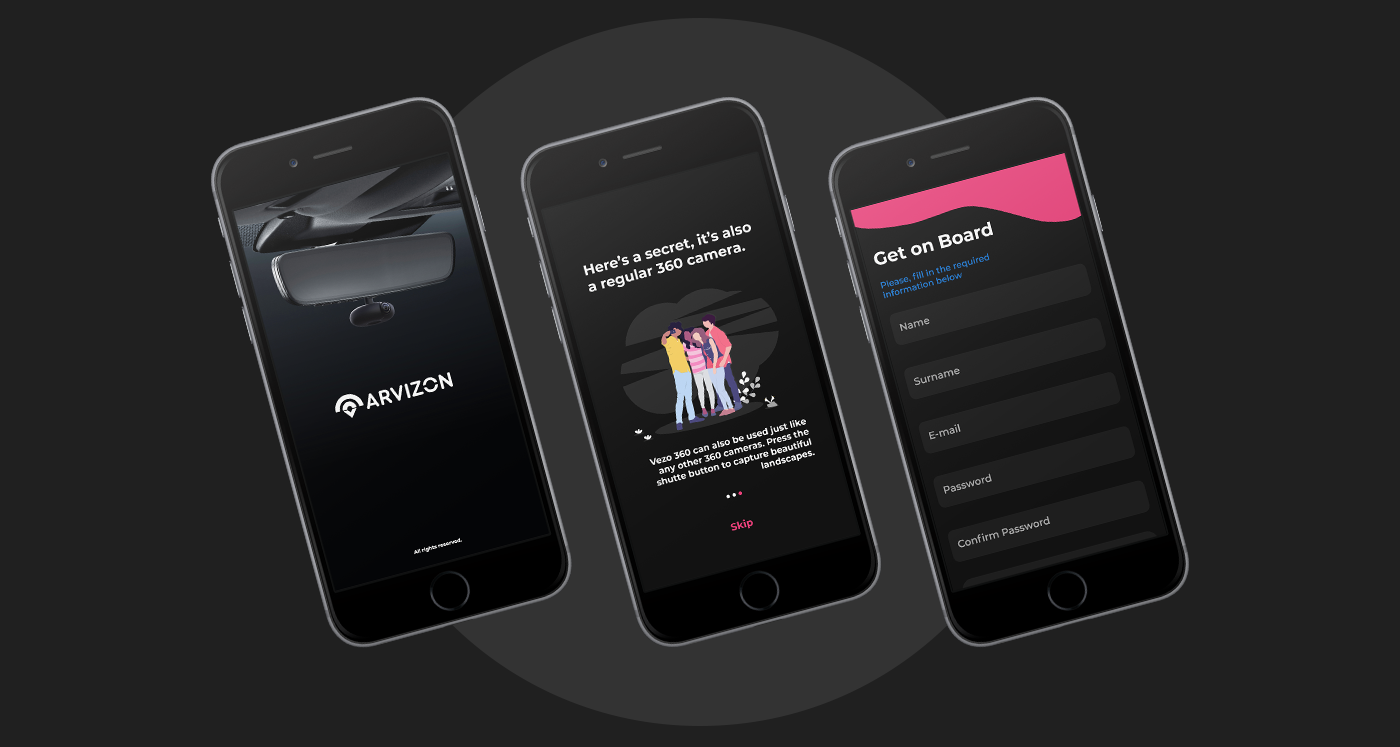 ARVIZON
All rights reserved.
Here's a secret, it's also
a regular 360 camera.
Vezo 360 can also be used just like
any other 360 cameras. Press the
shutte button to capture beautiful
landscapes.
Skip
Get on Board
Please, fill in the required
information below
Name
Surname
E-mail
Password
Confirm Password